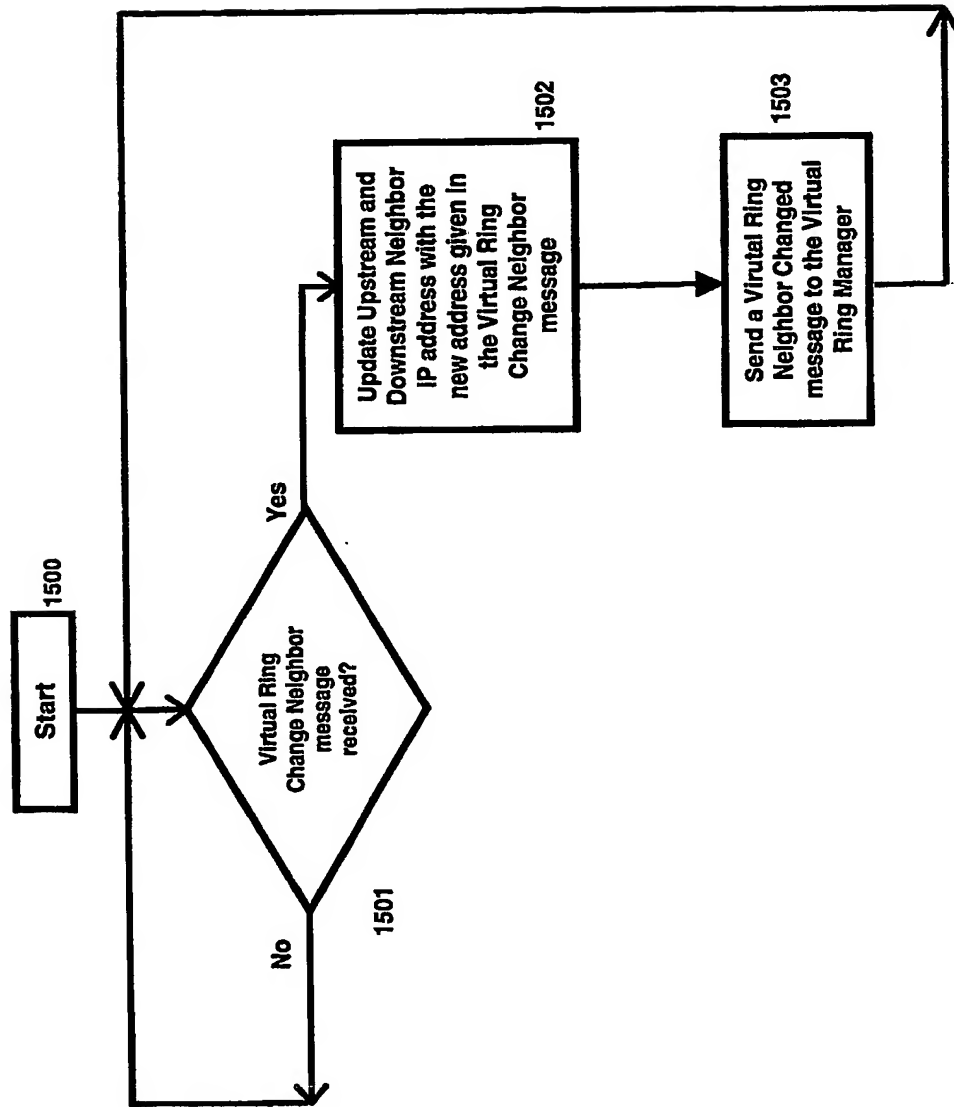 Start
1500
Virtual Ring
Change Neighbor
message
received?
1501
No
Yes
Update Upstream and
Downstream Neighbor
IP address with the
new address given in
the Virtual Ring
Change Neighbor
message
1502
Send a Virutal Ring
Neighbor Changed
message to the Virtual
Ring Manager
1503